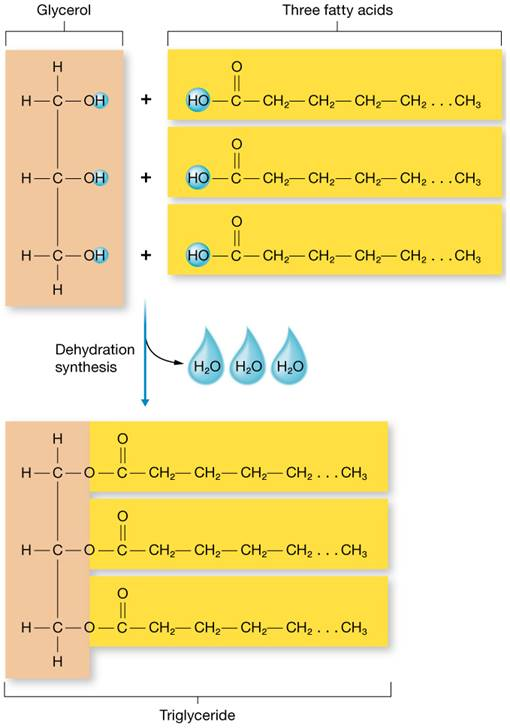 Glycerol Three fatty acids
H O
H—C—OH + HO—C—CH₂—CH₂—CH₂—CH₂...CH₃
O
H—C—OH + HO—C—CH₂—CH₂—CH₂—CH₂...CH₃
O
H—C—OH + HO—C—CH₂—CH₂—CH₂—CH₂...CH₃
H
Dehydration
synthesis
H₂O H₂O H₂O
H O
H—C—O—C—CH₂—CH₂—CH₂—CH₂...CH₃
O
H—C—O—C—CH₂—CH₂—CH₂—CH₂...CH₃
O
H—C—O—C—CH₂—CH₂—CH₂—CH₂...CH₃
H
Triglyceride